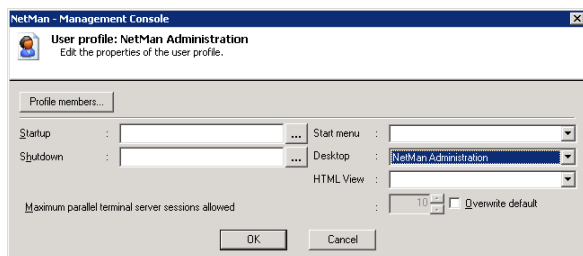 NetMan - Management Console
User profile: NetMan Administration
Edit the properties of the user profile.
Profile members...
Startup : ... Start menu :
Shutdown : ... Desktop : NetMan Administration
HTML View :
Maximum parallel terminal server sessions allowed : 10 Overwrite default
OK Cancel